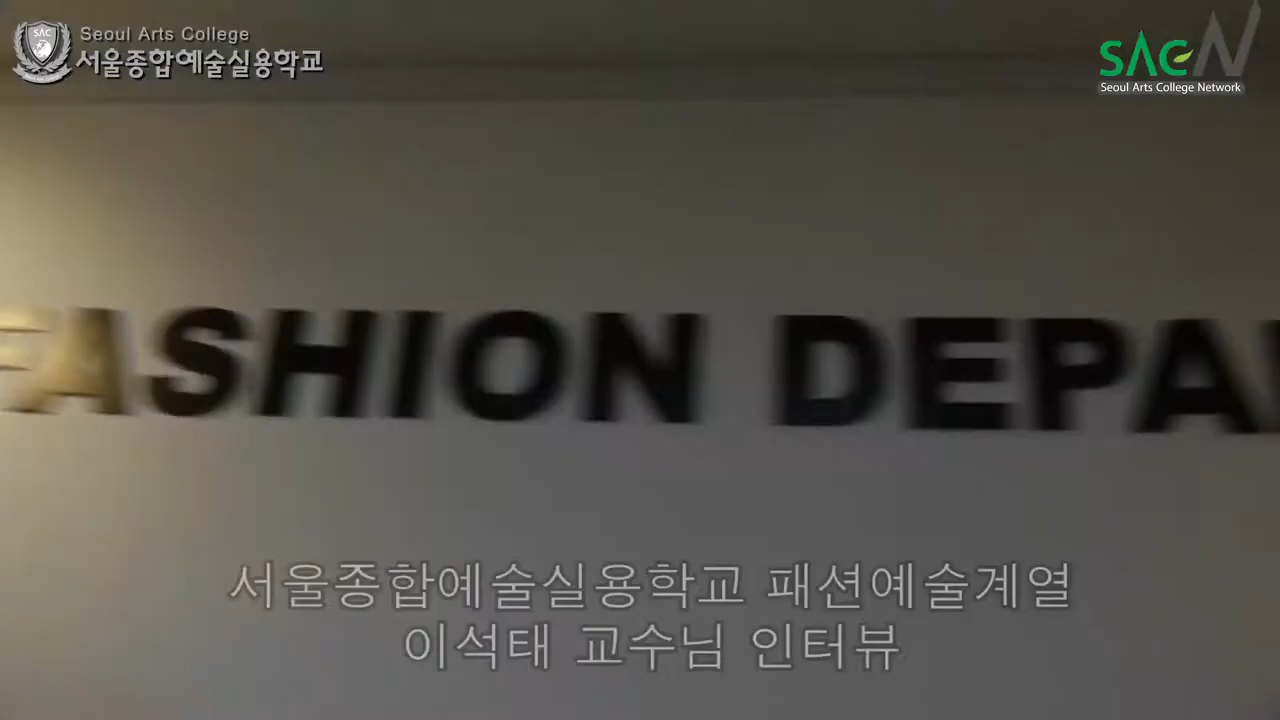 SAC
Seoul Arts College
서울종합예술실용학교
SAC N
Seoul Arts College Network
FASHION DEPA
서울종합예술실용학교 패션예술계열
이석태 교수님 인터뷰